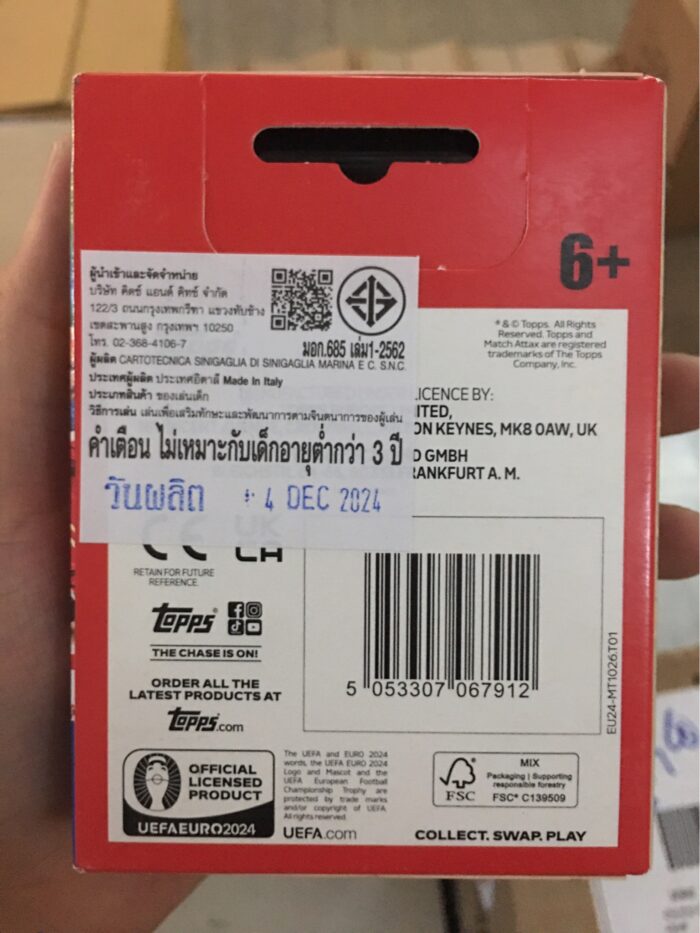 6+
ผู้นำเข้าและจัดจำหน่าย
บริษัท คิดซ์ แอนด์ คิทซ์ จำกัด
122/3 ถนนกรุงเทพกรีฑา แขวงทับช้าง
เขตสะพานสูง กรุงเทพฯ 10250
โทร. 02-368-4106-7
มอก.685 เล่ม1-2562
ผู้ผลิต CARTOTECNICA SINIGAGLIA DI SINIGAGLIA MARINA E C. S.N.C.
ประเทศผู้ผลิต ประเทศอิตาลี Made In Italy
ประเภทสินค้า ของเล่นเด็ก
วิธีการเล่น เล่นเพื่อเสริมทักษะและพัฒนาการตามจินตนาการของผู้เล่น
คำเตือน ไม่เหมาะกับเด็กอายุต่ำกว่า 3 ปี
วันผลิต 4 DEC 2024
* & © Topps. All Rights
Reserved. Topps and
Match Attax are registered
trademarks of The Topps
Company, Inc.
LICENCE BY:
ITED,
ON KEYNES, MK8 0AW, UK
D GMBH
RANKFURT A. M.
CE UK CA
RETAIN FOR FUTURE
REFERENCE.
Topps®
THE CHASE IS ON!
ORDER ALL THE
LATEST PRODUCTS AT
Topps.com
5 053307 067912
EU24-MT1026.T01
OFFICIAL
LICENSED
PRODUCT
UEFAEURO2024
The UEFA and EURO 2024
words, the UEFA EURO 2024
Logo and Mascot and the
UEFA European Football
Championship Trophy are
protected by trade marks
and/or copyright of UEFA.
All rights reserved.
UEFA.com
FSC
MIX
Packaging | Supporting
responsible forestry
FSC® C139509
COLLECT. SWAP. PLAY